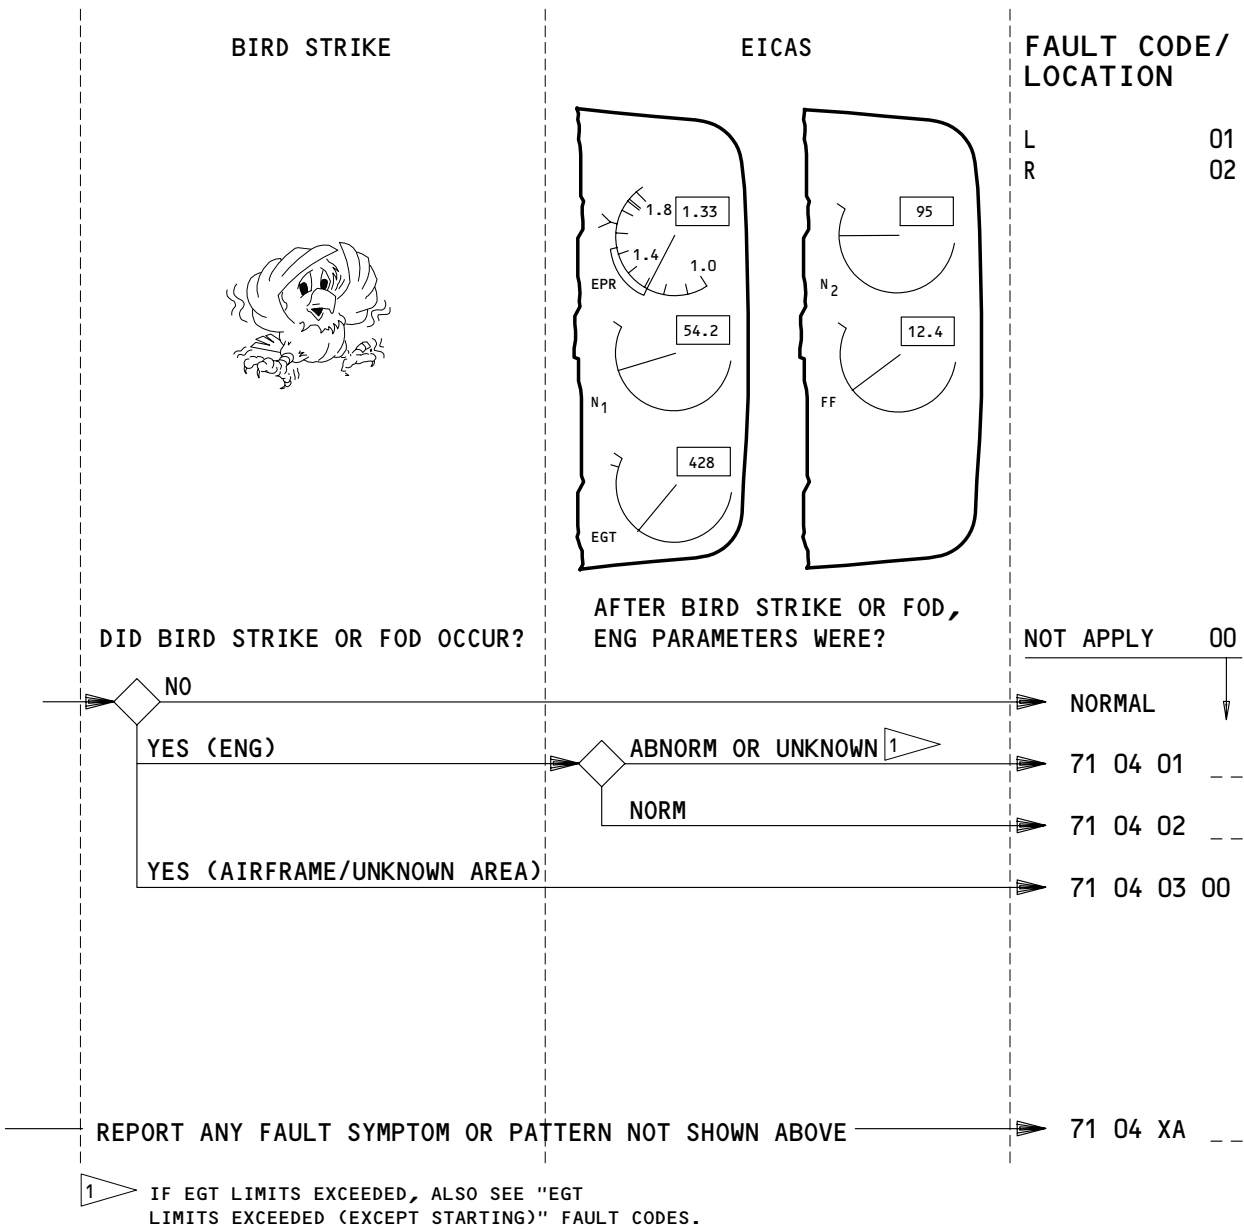 BIRD STRIKE
EICAS
FAULT CODE/
LOCATION
L 01
R 02
1.8 1.33
1.4
1.0
EPR
54.2
N1
428
EGT
95
N2
12.4
FF
DID BIRD STRIKE OR FOD OCCUR?
AFTER BIRD STRIKE OR FOD,
ENG PARAMETERS WERE?
NOT APPLY 00
NO
NORMAL
YES (ENG)
ABNORM OR UNKNOWN 1
71 04 01 _ _
NORM
71 04 02 _ _
YES (AIRFRAME/UNKNOWN AREA)
71 04 03 00
REPORT ANY FAULT SYMPTOM OR PATTERN NOT SHOWN ABOVE
71 04 XA _ _
1 IF EGT LIMITS EXCEEDED, ALSO SEE "EGT
LIMITS EXCEEDED (EXCEPT STARTING)" FAULT CODES.